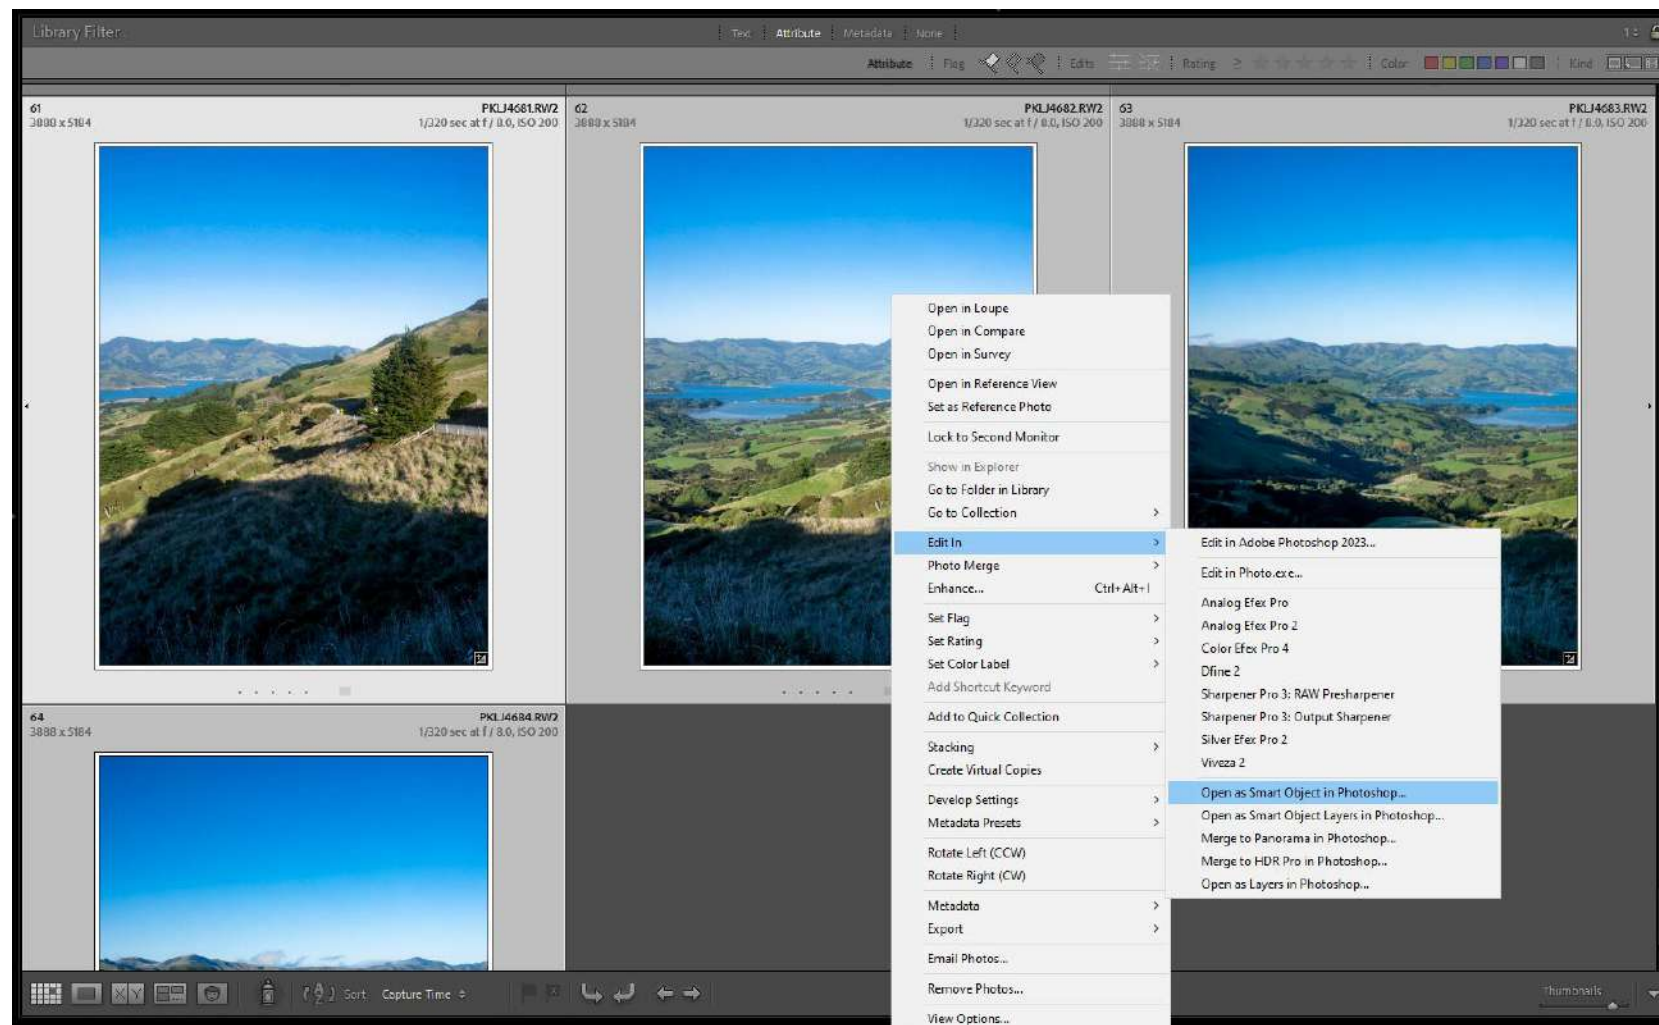 Library Filter
Text Attribute Metadata None
Attribute Flag Edits Rating ≥ Color Kind
61 PKLJ4681.RW2
3888 x 5184 1/320 sec at f / 8.0, ISO 200
62 PKLJ4682.RW2
3888 x 5184 1/320 sec at f / 8.0, ISO 200
63 PKLJ4683.RW2
3888 x 5184 1/320 sec at f / 8.0, ISO 200
Open in Loupe
Open in Compare
Open in Survey
Open in Reference View
Set as Reference Photo
Lock to Second Monitor
Show in Explorer
Go to Folder in Library
Go to Collection
Edit In
Photo Merge
Enhance... Ctrl+Alt+I
Set Flag
Set Rating
Set Color Label
Add Shortcut Keyword
Add to Quick Collection
Stacking
Create Virtual Copies
Develop Settings
Metadata Presets
Rotate Left (CCW)
Rotate Right (CW)
Metadata
Export
Email Photos...
Remove Photos...
View Options...
Edit in Adobe Photoshop 2023...
Edit in Photo.exe...
Analog Efex Pro
Analog Efex Pro 2
Color Efex Pro 4
Dfine 2
Sharpener Pro 3: RAW Presharpener
Sharpener Pro 3: Output Sharpener
Silver Efex Pro 2
Viveza 2
Open as Smart Object in Photoshop...
Open as Smart Object Layers in Photoshop...
Merge to Panorama in Photoshop...
Merge to HDR Pro in Photoshop...
Open as Layers in Photoshop...
64 PKLJ4684.RW2
3888 x 5184 1/320 sec at f / 8.0, ISO 200
XY Sort Capture Time Thumbnails